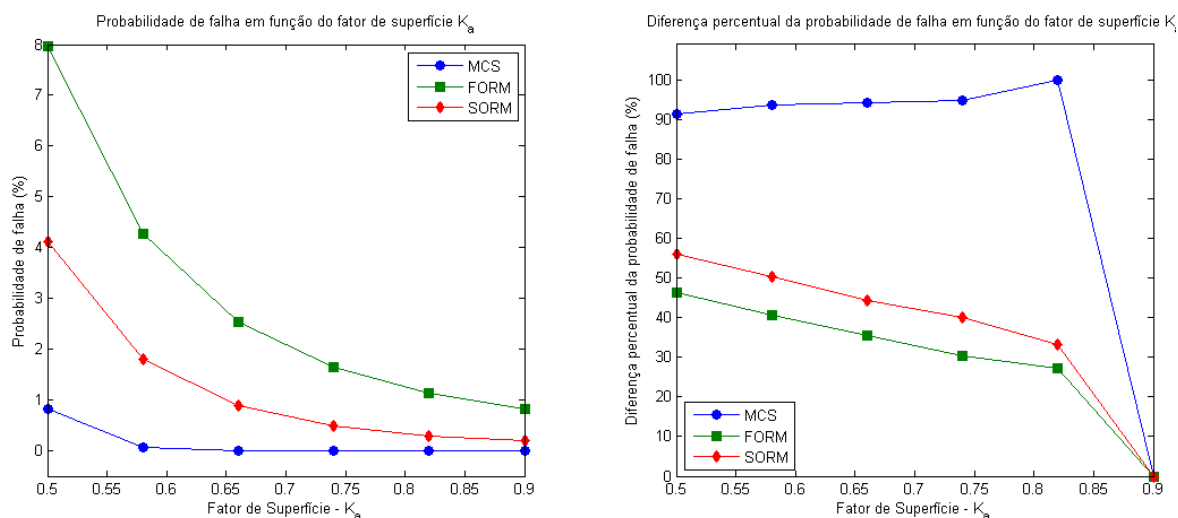 Probabilidade de falha em função do fator de superfície K
a
8
7
6
5
4
3
2
1
0
Probabilidade de falha (%)
MCS
FORM
SORM
0.5
0.55
0.6
0.65
0.7
0.75
0.8
0.85
0.9
Fator de Superfície - K
a
Diferença percentual da probabilidade de falha em função do fator de superfície K
100
90
80
70
60
50
40
30
20
10
0
Diferença percentual da probabilidade de falha (%)
MCS
FORM
SORM
0.5
0.55
0.6
0.65
0.7
0.75
0.8
0.85
0.9
Fator de Superfície - K
a